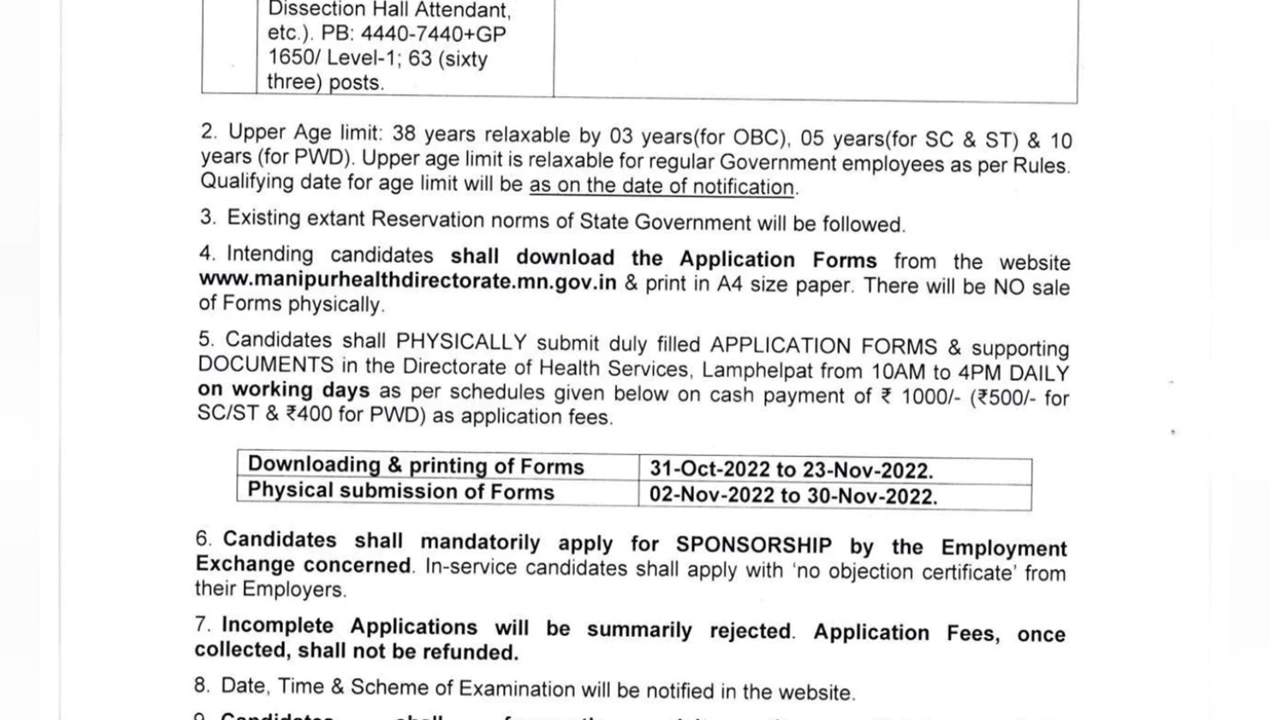 Dissection Hall Attendant,
etc.). PB: 4440-7440+GP
1650/ Level-1; 63 (sixty
three) posts.
2. Upper Age limit: 38 years relaxable by 03 years(for OBC), 05 years(for SC & ST) & 10
years (for PWD). Upper age limit is relaxable for regular Government employees as per Rules.
Qualifying date for age limit will be as on the date of notification.
3. Existing extant Reservation norms of State Government will be followed.
4. Intending candidates shall download the Application Forms from the website
www.manipurhealthdirectorate.mn.gov.in & print in A4 size paper. There will be NO sale
of Forms physically.
5. Candidates shall PHYSICALLY submit duly filled APPLICATION FORMS & supporting
DOCUMENTS in the Directorate of Health Services, Lamphelpat from 10AM to 4PM DAILY
on working days as per schedules given below on cash payment of ₹ 1000/- (₹500/- for
SC/ST & ₹400 for PWD) as application fees.
Downloading & printing of Forms 31-Oct-2022 to 23-Nov-2022.
Physical submission of Forms 02-Nov-2022 to 30-Nov-2022.
6. Candidates shall mandatorily apply for SPONSORSHIP by the Employment
Exchange concerned. In-service candidates shall apply with ‘no objection certificate’ from
their Employers.
7. Incomplete Applications will be summarily rejected. Application Fees, once
collected, shall not be refunded.
8. Date, Time & Scheme of Examination will be notified in the website.
9. Candidates shall